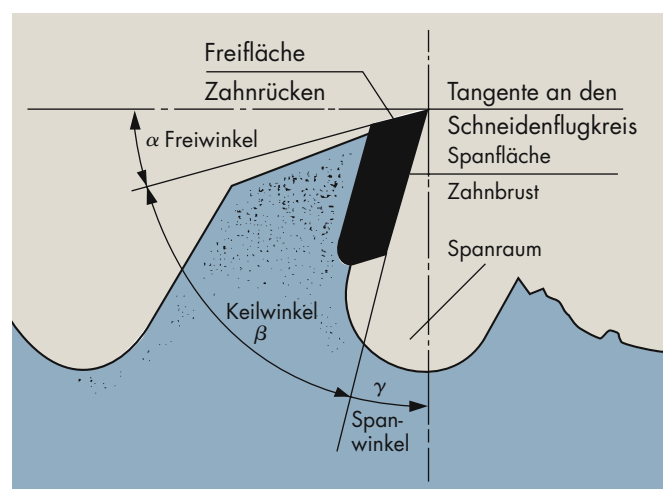 Freifläche
Zahnrücken
Tangente an den
Schneidenflugkreis
α Freiwinkel
Spanfläche
Zahnbrust
Spanraum
Keilwinkel
β
γ
Span-
winkel